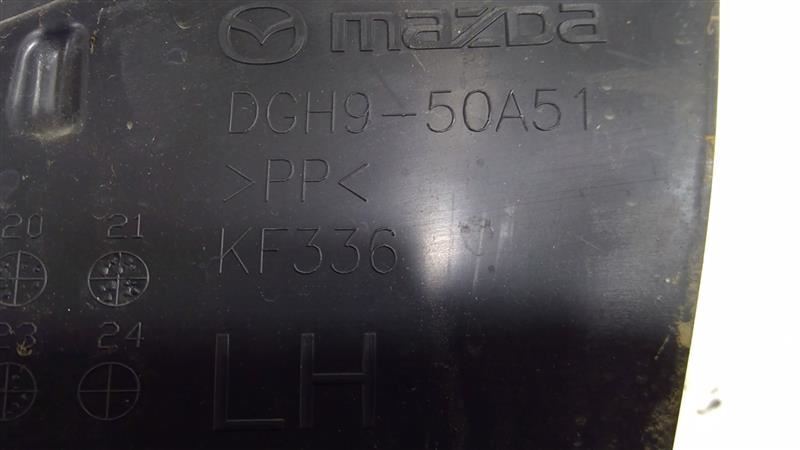 mazda
DGH9-50A51
>PP<
KF336
20 21
23 24
LH